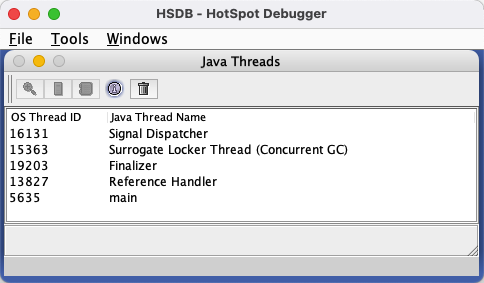 HSDB - HotSpot Debugger
File Tools Windows
Java Threads
OS Thread ID Java Thread Name
16131 Signal Dispatcher
15363 Surrogate Locker Thread (Concurrent GC)
19203 Finalizer
13827 Reference Handler
5635 main